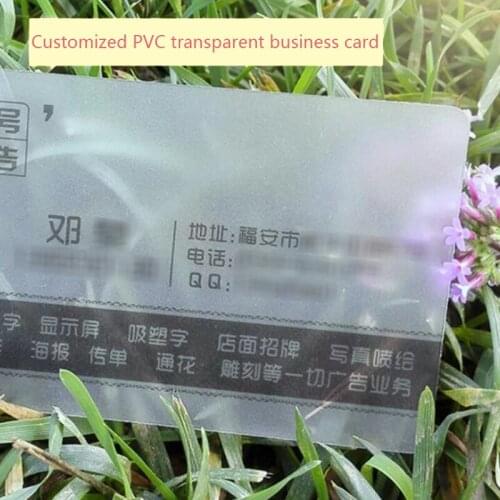 Customized PVC transparent business card
号
告
邓
地址:福安市
电话:
QQ:
字 显示屏 吸塑字 店面招牌 写真喷绘
海报 传单 通花 雕刻等一切广告业务